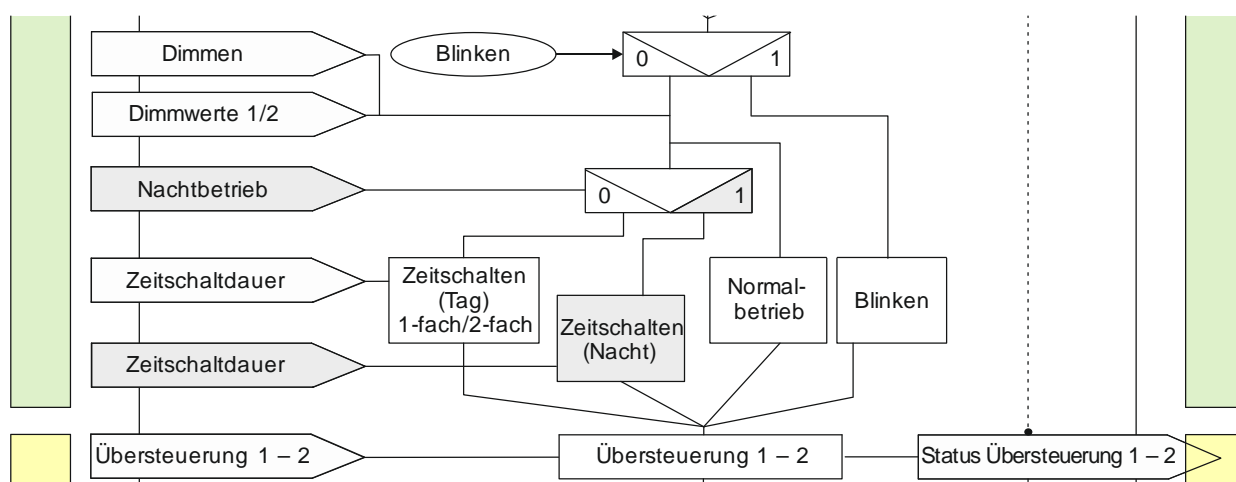 Dimmen
Blinken
0 1
Dimmwerte 1/2
Nachtbetrieb
0 1
Zeitschaltdauer
Zeitschalten
(Tag)
1-fach/2-fach
Normal-
betrieb
Blinken
Zeitschalten
(Nacht)
Zeitschaltdauer
Übersteuerung 1 – 2
Übersteuerung 1 – 2
Status Übersteuerung 1 – 2